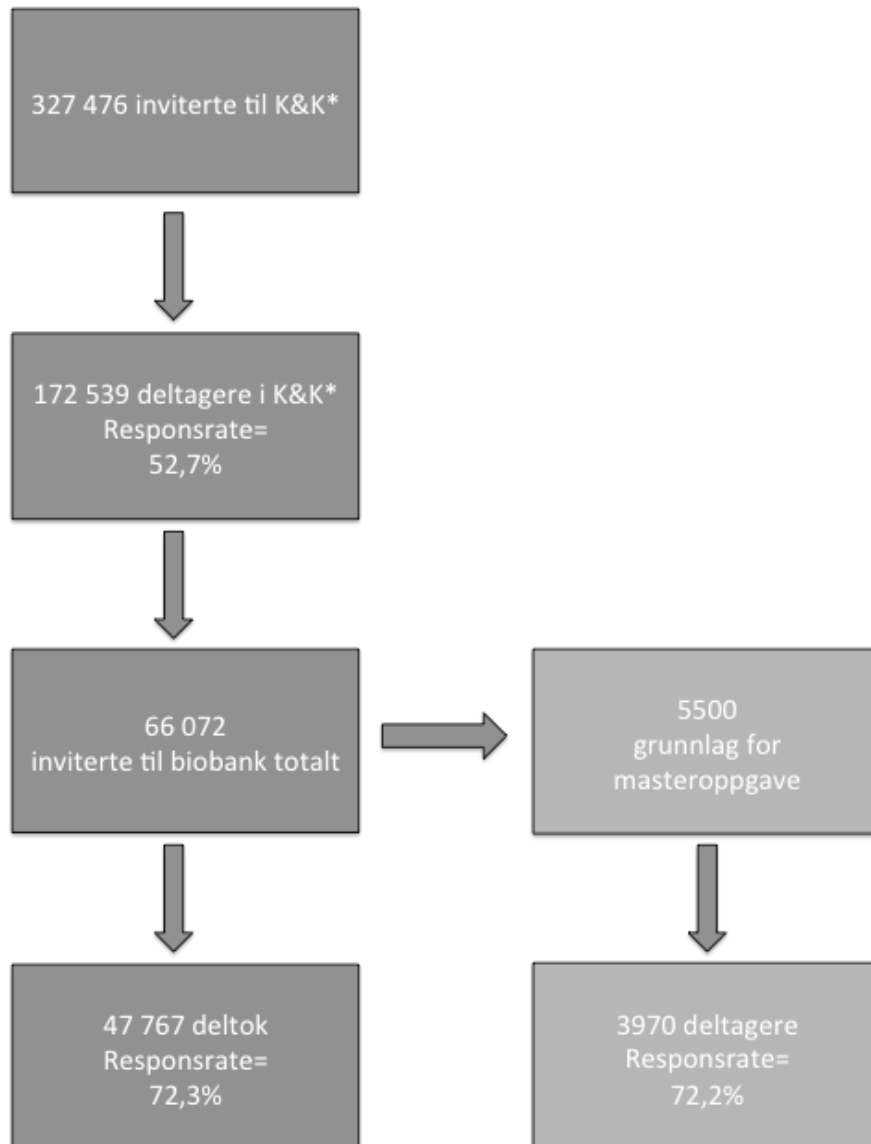 327 476 inviterte til K&K*
172 539 deltagere i K&K*
Responsrate=
52,7%
66 072
inviterte til biobank totalt
5500
grunnlag for
masteroppgave
47 767 deltok
Responsrate=
72,3%
3970 deltagere
Responsrate=
72,2%